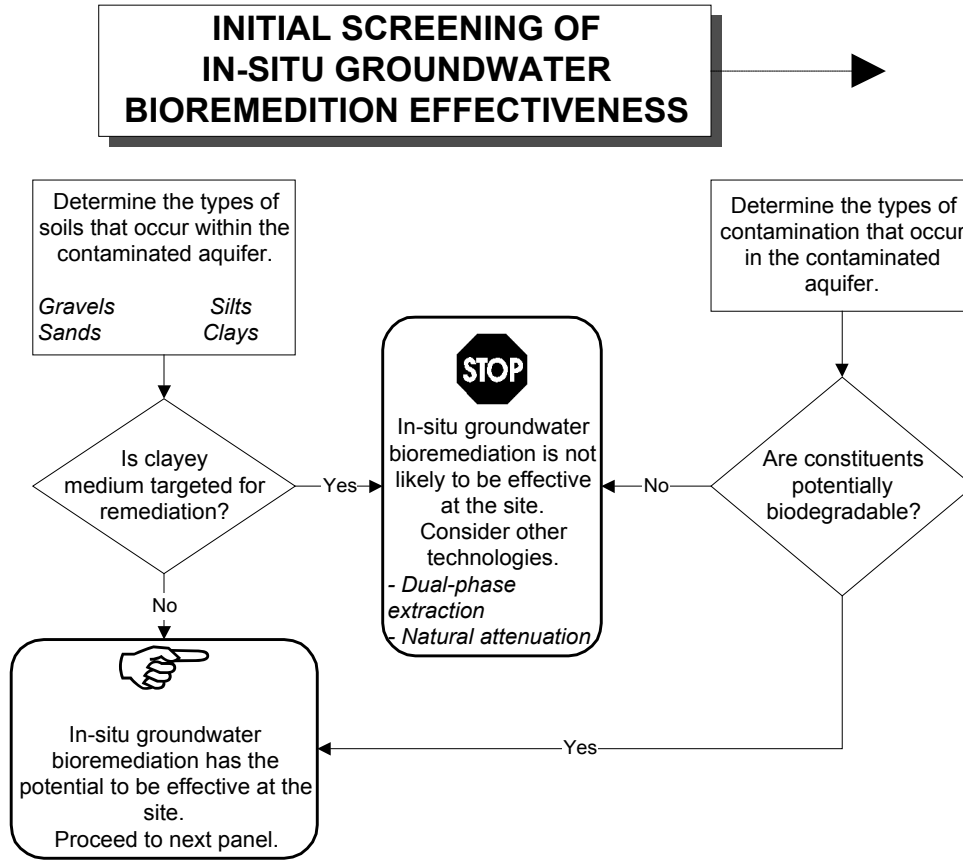 INITIAL SCREENING OF
IN-SITU GROUNDWATER
BIOREMEDITION EFFECTIVENESS
Determine the types of
soils that occur within the
contaminated aquifer.
Gravels Silts
Sands Clays
Is clayey
medium targeted for
remediation?
Yes
No
STOP
In-situ groundwater
bioremediation is not
likely to be effective
at the site.
Consider other
technologies.
- Dual-phase
extraction
- Natural attenuation
Determine the types of
contamination that occur
in the contaminated
aquifer.
Are constituents
potentially
biodegradable?
No
Yes
In-situ groundwater
bioremediation has the
potential to be effective at the
site.
Proceed to next panel.